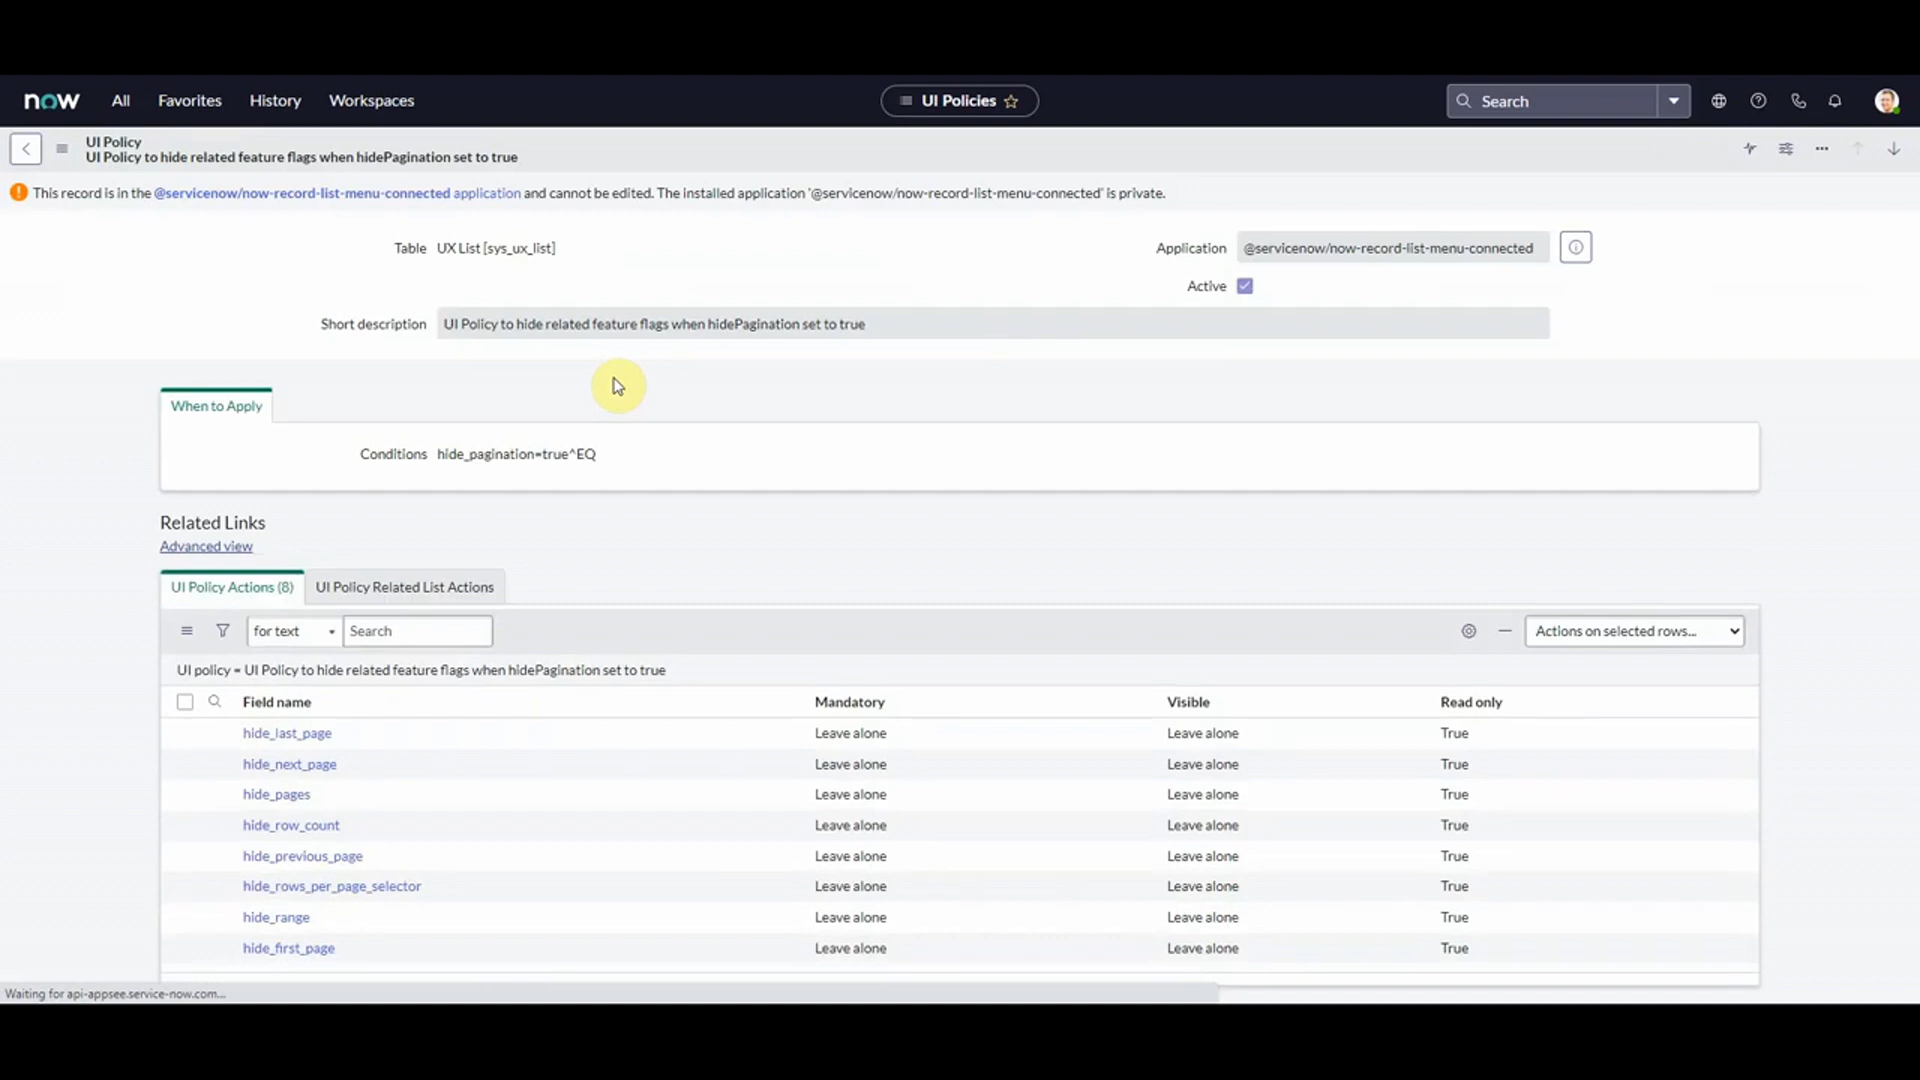 now All Favorites History Workspaces UI Policies Search
UI Policy
UI Policy to hide related feature flags when hidePagination set to true
This record is in the @servicenow/now-record-list-menu-connected application and cannot be edited. The installed application '@servicenow/now-record-list-menu-connected' is private.
Table UX List [sys_ux_list] Application @servicenow/now-record-list-menu-connected
Active
Short description UI Policy to hide related feature flags when hidePagination set to true
When to Apply
Conditions hide_pagination=true^EQ
Related Links
Advanced view
UI Policy Actions (8) UI Policy Related List Actions
for text Search Actions on selected rows...
UI policy = UI Policy to hide related feature flags when hidePagination set to true
Field name Mandatory Visible Read only
hide_last_page Leave alone Leave alone True
hide_next_page Leave alone Leave alone True
hide_pages Leave alone Leave alone True
hide_row_count Leave alone Leave alone True
hide_previous_page Leave alone Leave alone True
hide_rows_per_page_selector Leave alone Leave alone True
hide_range Leave alone Leave alone True
hide_first_page Leave alone Leave alone True
Waiting for api-appsee.service-now.com...